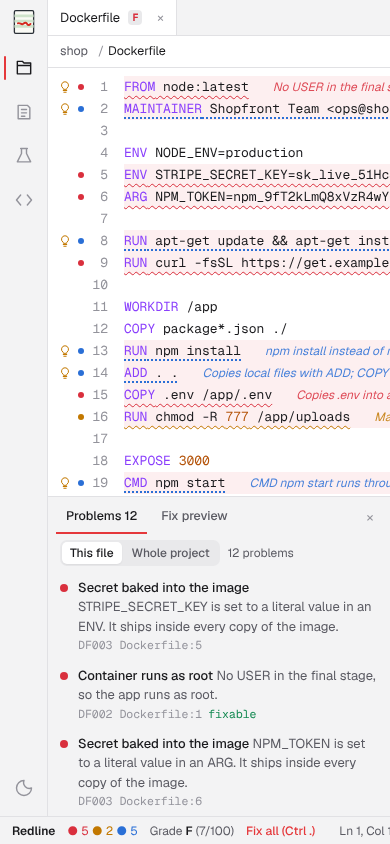 Dockerfile F ×
shop / Dockerfile
1 FROM node:latest No USER in the final s
2 MAINTAINER Shopfront Team <ops@sho
3
4 ENV NODE_ENV=production
5 ENV STRIPE_SECRET_KEY=sk_live_51Hc
6 ARG NPM_TOKEN=npm_9fT2kLmQ8xVzR4wY
7
8 RUN apt-get update && apt-get inst
9 RUN curl -fsSL https://get.example
10
11 WORKDIR /app
12 COPY package*.json ./
13 RUN npm install npm install instead of n
14 ADD . . Copies local files with ADD; COPY
15 COPY .env /app/.env Copies .env into a
16 RUN chmod -R 777 /app/uploads Ma
17
18 EXPOSE 3000
19 CMD npm start CMD npm start runs throu
Problems 12 Fix preview ×
This file Whole project 12 problems
Secret baked into the image
STRIPE_SECRET_KEY is set to a literal value in an
ENV. It ships inside every copy of the image.
DF003 Dockerfile:5
Container runs as root No USER in the final stage,
so the app runs as root.
DF002 Dockerfile:1 fixable
Secret baked into the image NPM_TOKEN is set
to a literal value in an ARG. It ships inside every
copy of the image.
DF003 Dockerfile:6
Redline 5 2 5 Grade F (7/100) Fix all (Ctrl .) Ln 1, Col 1